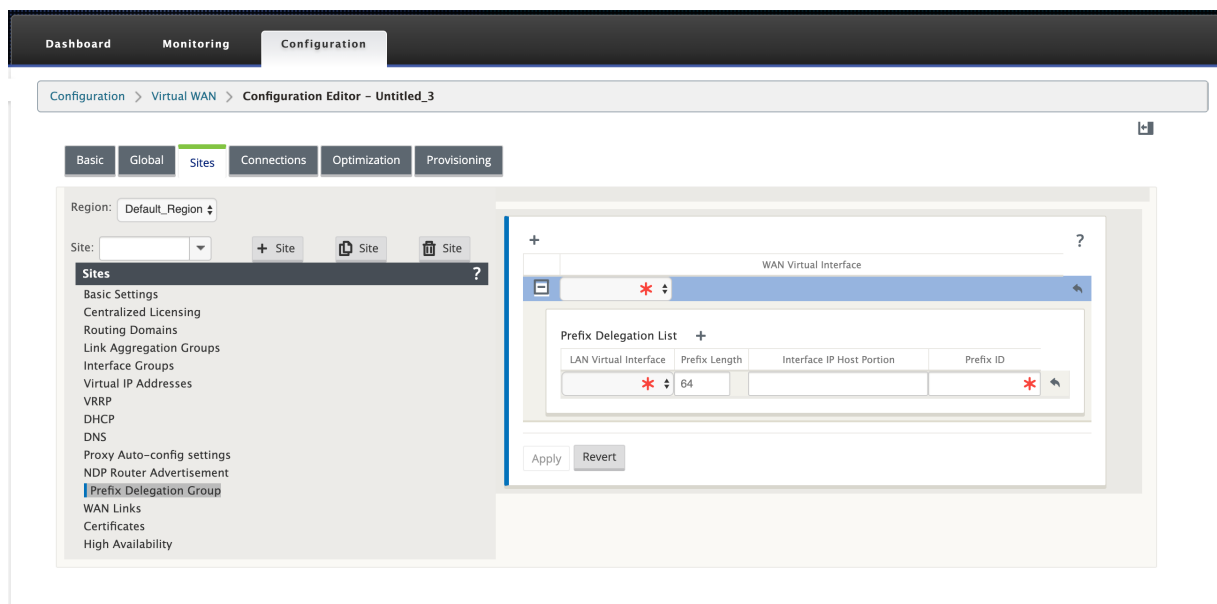 Dashboard Monitoring Configuration
Configuration > Virtual WAN > Configuration Editor – Untitled_3
Basic Global Sites Connections Optimization Provisioning
Region: Default_Region
Site: + Site Site Site
Sites ?
Basic Settings
Centralized Licensing
Routing Domains
Link Aggregation Groups
Interface Groups
Virtual IP Addresses
VRRP
DHCP
DNS
Proxy Auto-config settings
NDP Router Advertisement
Prefix Delegation Group
WAN Links
Certificates
High Availability
+ ?
WAN Virtual Interface
Prefix Delegation List +
LAN Virtual Interface Prefix Length Interface IP Host Portion Prefix ID
64
Apply Revert